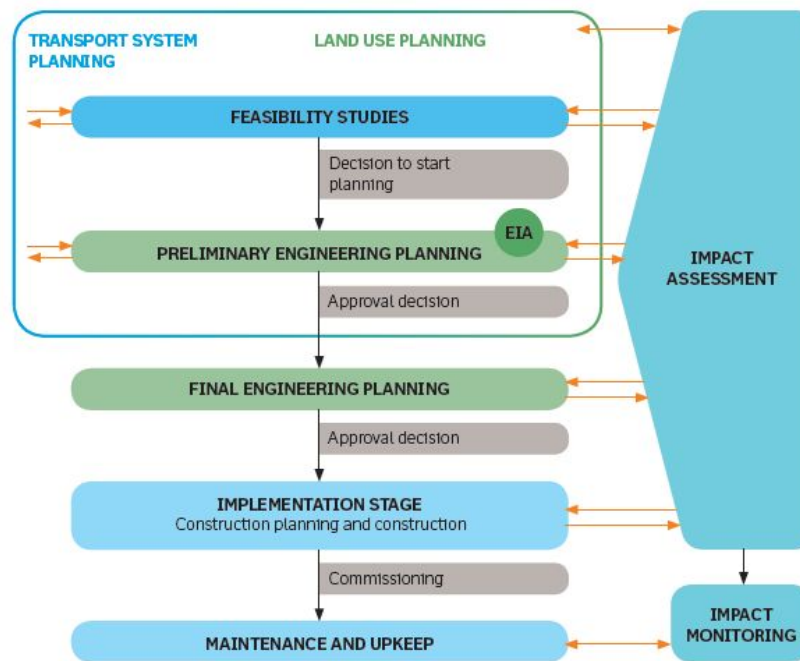 TRANSPORT SYSTEM
PLANNING
LAND USE PLANNING
FEASIBILITY STUDIES
Decision to start
planning
EIA
PRELIMINARY ENGINEERING PLANNING
Approval decision
IMPACT
ASSESSMENT
FINAL ENGINEERING PLANNING
Approval decision
IMPLEMENTATION STAGE
Construction planning and construction
Commissioning
IMPACT
MONITORING
MAINTENANCE AND UPKEEP